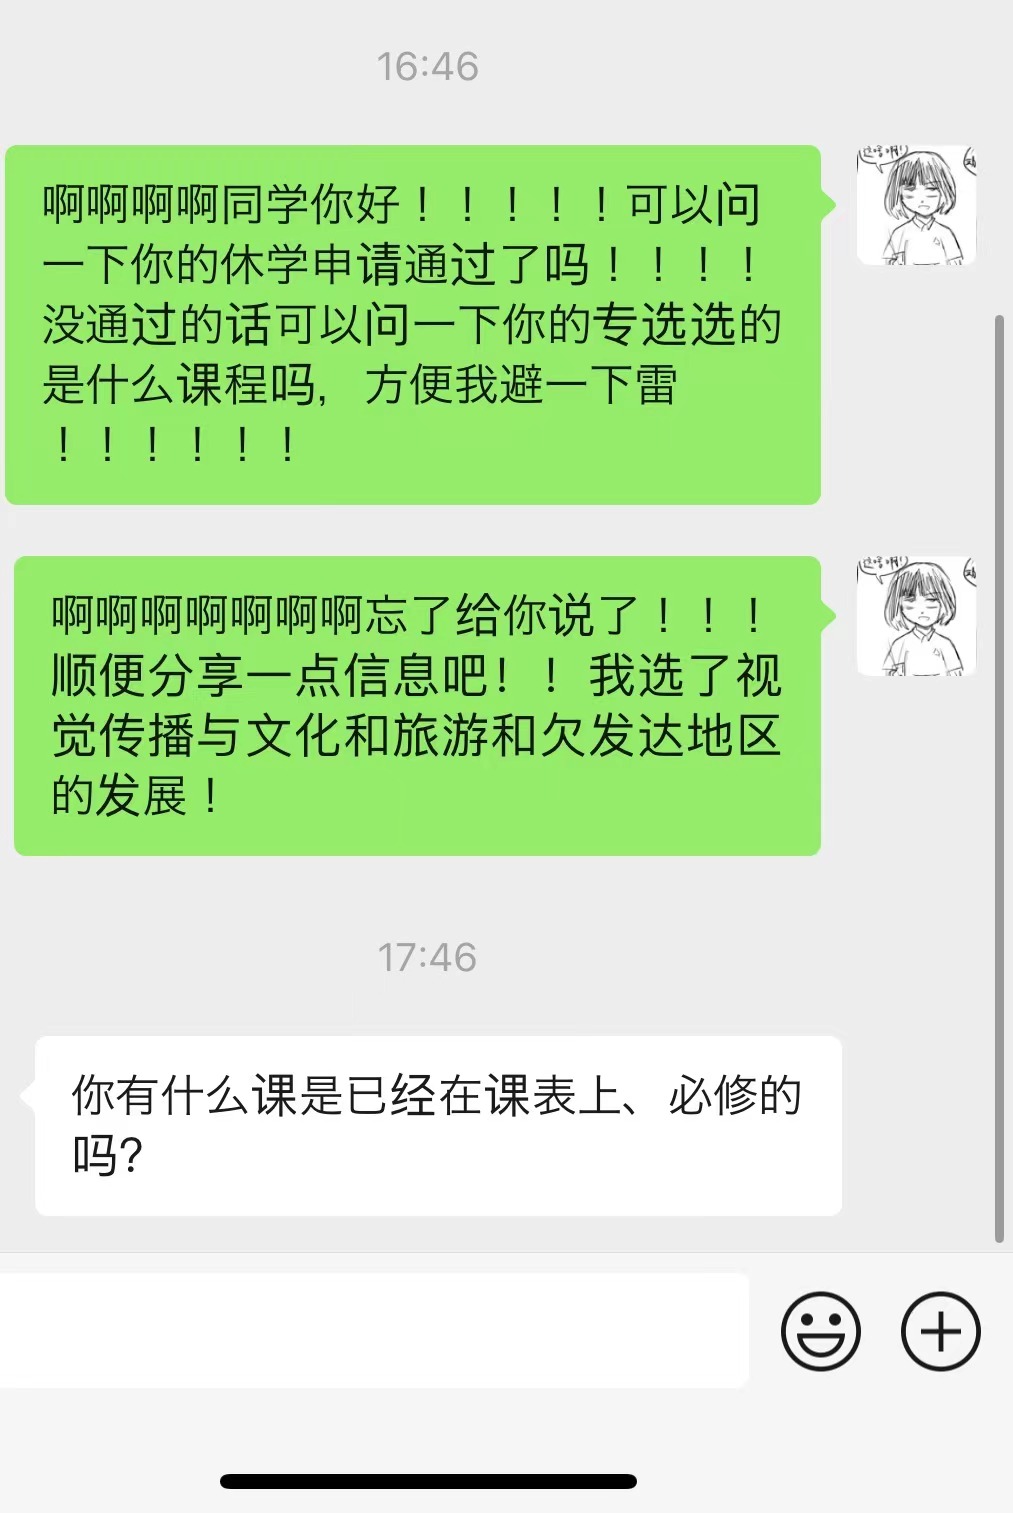 16:46
啊啊啊啊同学你好！！！！！可以问
一下你的休学申请通过了吗！！！！
没通过的话可以问一下你的专选选的
是什么课程吗，方便我避一下雷
！！！！！！
啊啊啊啊啊啊啊忘了给你说了！！！
顺便分享一点信息吧！！我选了视
觉传播与文化和旅游和欠发达地区
的发展！
17:46
你有什么课是已经在课表上、必修的
吗？